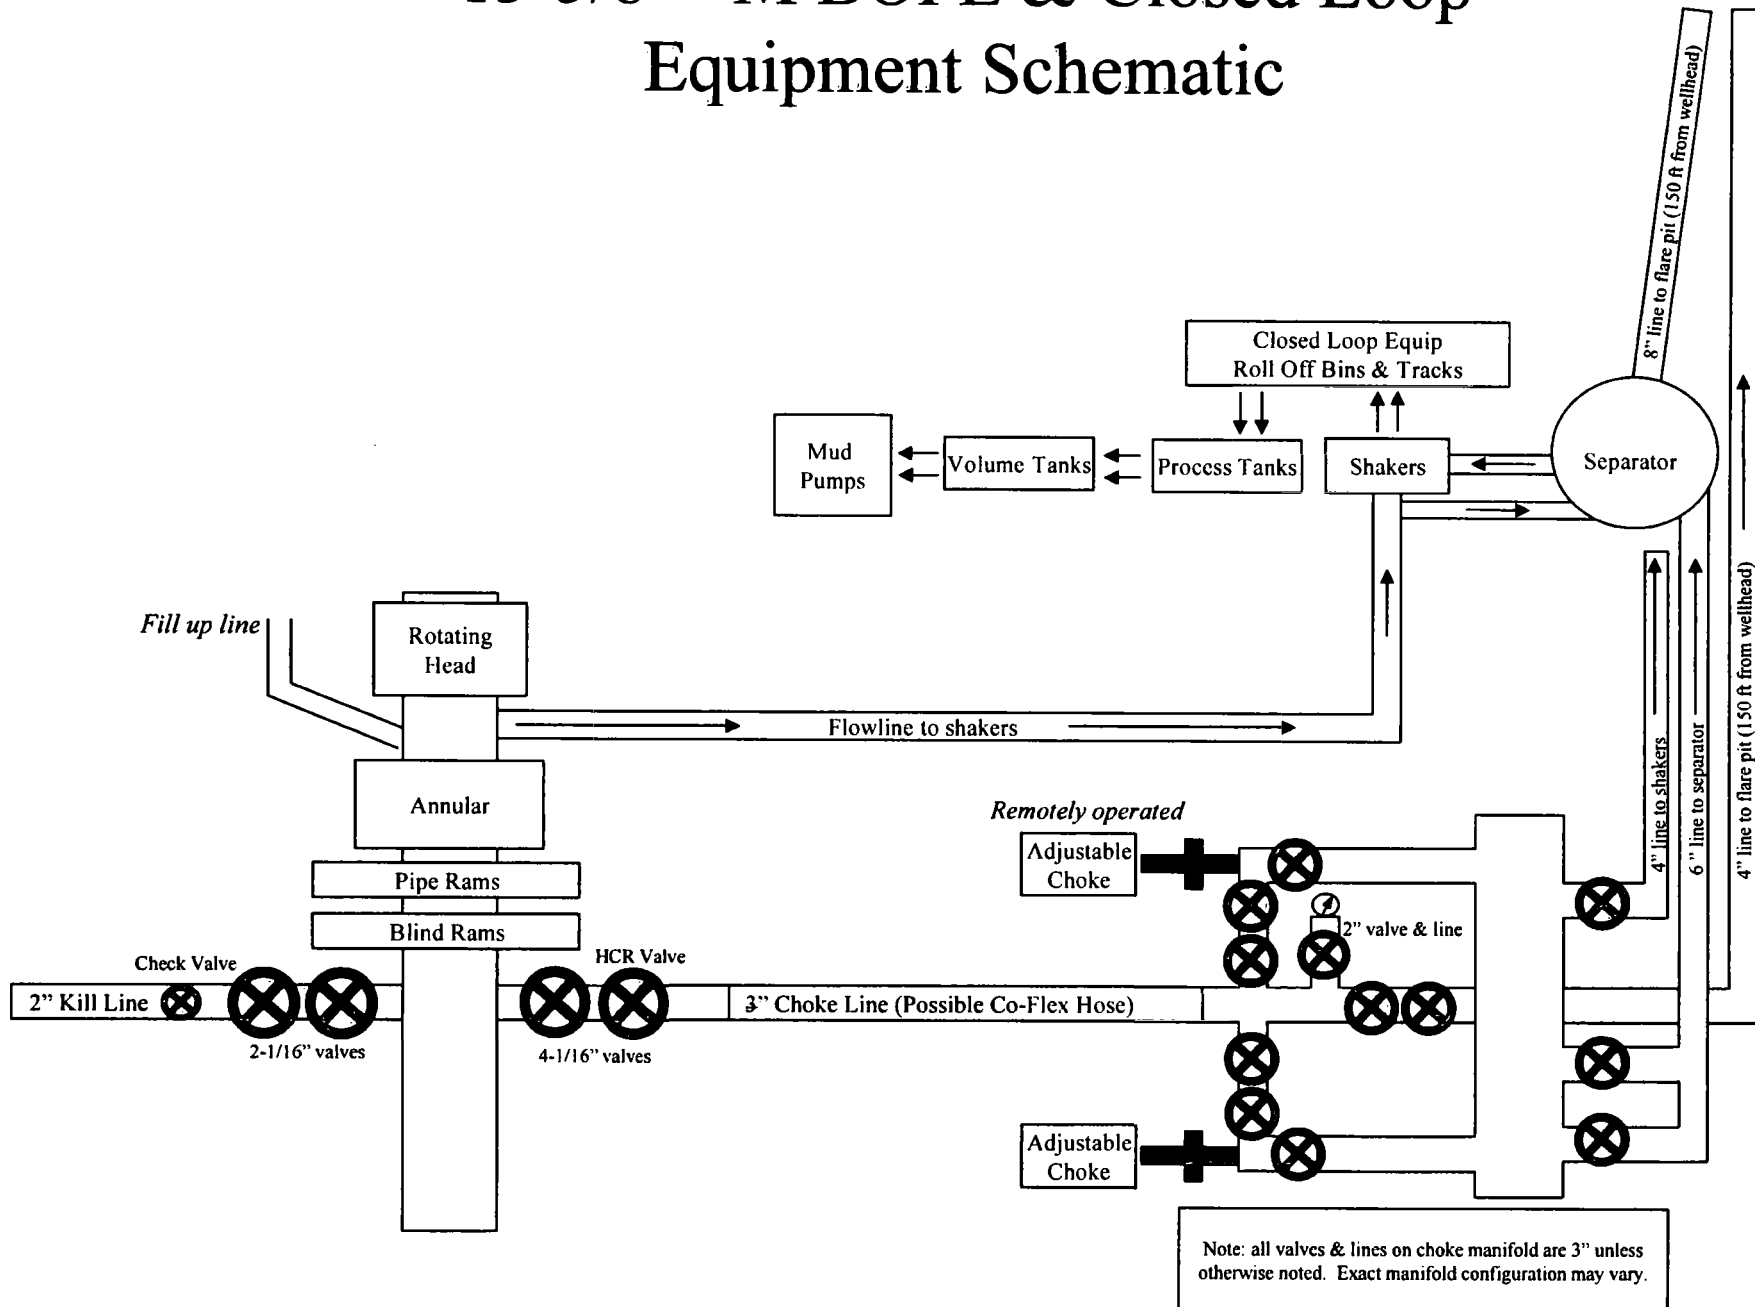 Equipment Schematic
8" line to flare pit (150 ft from wellhead)
Closed Loop Equip
Roll Off Bins & Tracks
Mud
Pumps
Volume Tanks
Process Tanks
Shakers
Separator
Fill up line
Rotating
Head
Flowline to shakers
Annular
Pipe Rams
Blind Rams
Remotely operated
Adjustable
Choke
4" line to shakers
6" line to separator
4" line to flare pit (150 ft from wellhead)
2" valve & line
Check Valve
HCR Valve
2" Kill Line
3" Choke Line (Possible Co-Flex Hose)
2-1/16" valves
4-1/16" valves
Adjustable
Choke
Note: all valves & lines on choke manifold are 3" unless
otherwise noted. Exact manifold configuration may vary.